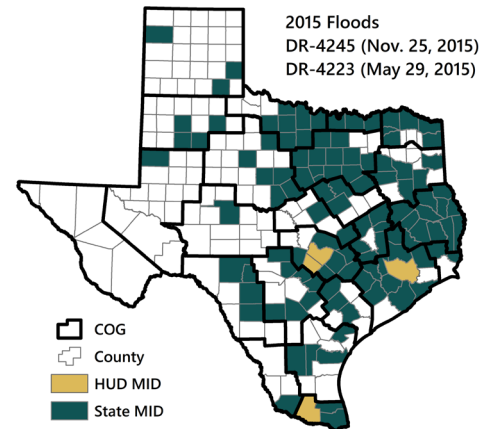 2015 Floods
DR-4245 (Nov. 25, 2015)
DR-4223 (May 29, 2015)
COG
County
HUD MID
State MID